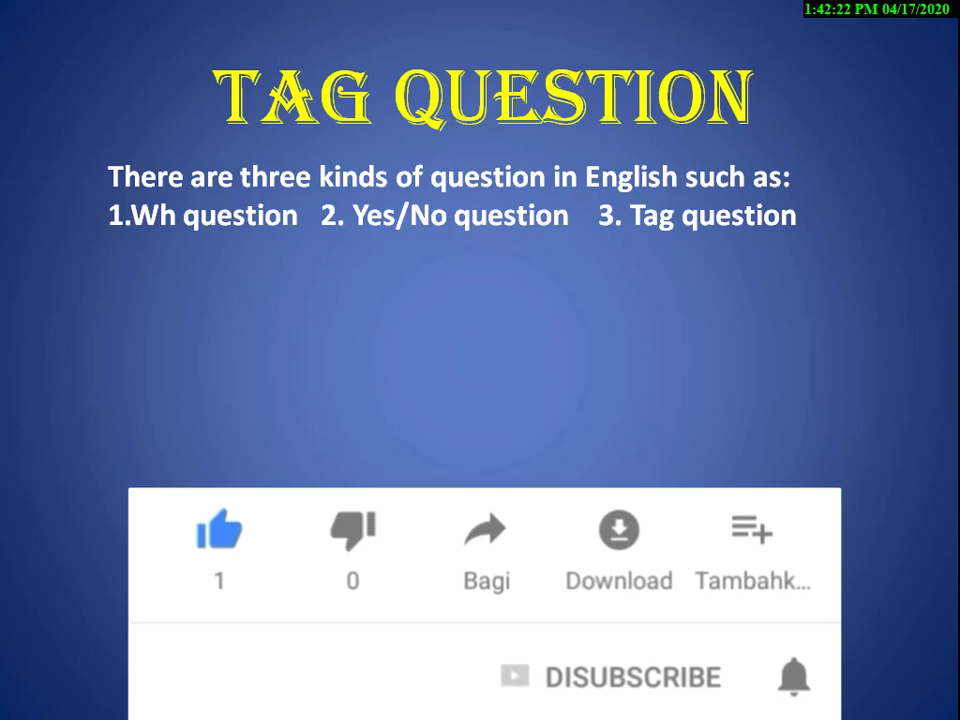 1:42:22 PM 04/17/2020
TAG QUESTION
There are three kinds of question in English such as:
1.Wh question 2. Yes/No question 3. Tag question
1 0 Bagi Download Tambahk...
DISUBSCRIBE